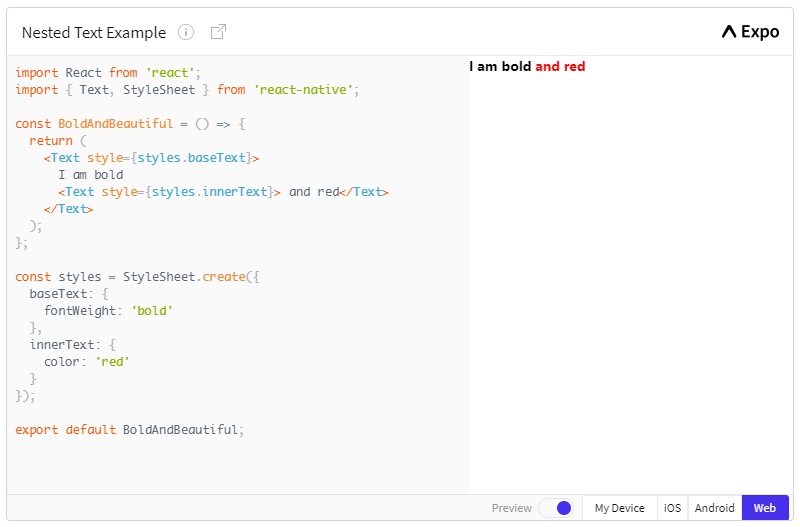 Nested Text Example
Expo
import React from 'react';
import { Text, StyleSheet } from 'react-native';
const BoldAndBeautiful = () => {
  return (
    <Text style={styles.baseText}>
      I am bold
      <Text style={styles.innerText}> and red</Text>
    </Text>
  );
};
const styles = StyleSheet.create({
  baseText: {
    fontWeight: 'bold'
  },
  innerText: {
    color: 'red'
  }
});
export default BoldAndBeautiful;
I am bold and red
Preview My Device iOS Android Web